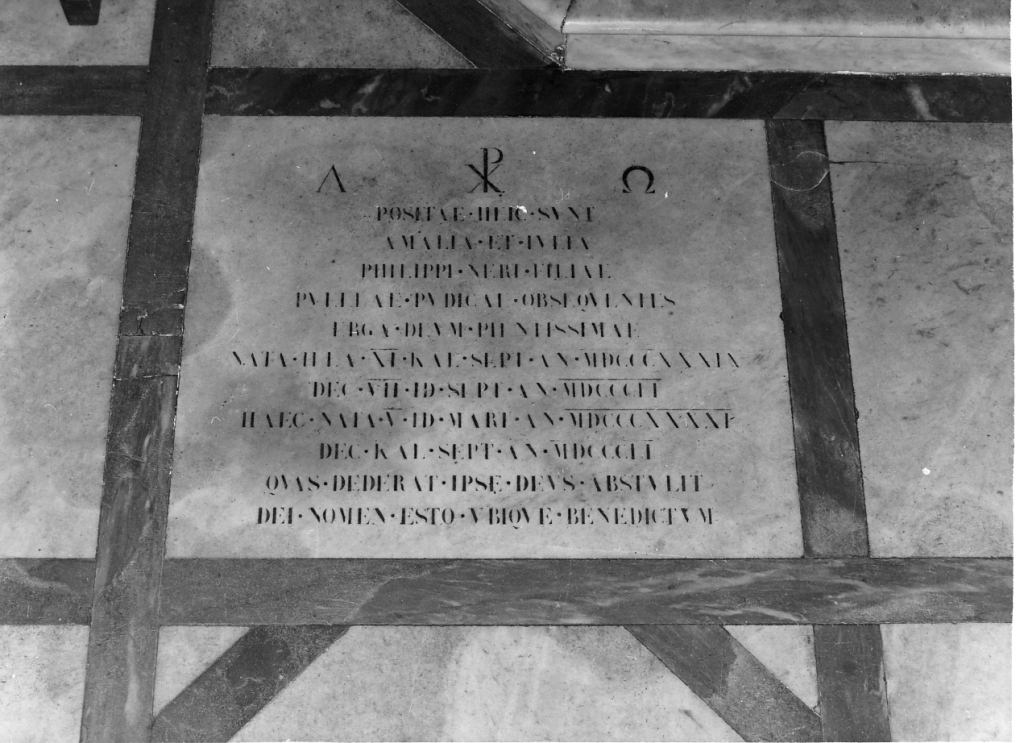 Α ☧ Ω
POSITAE·HEIC·SVNT
AMALIA·ET·IVLIA
PHILIPPI·NERI·FILIAE
PVELLAE·PVDICAE·OBSEQVENTES
ERGA·DEVM·PIENTISSIMAE
NATA·ILLA·XI·KAL·SEPT·AN·MDCCCXXXIX
DEC·VII·ID·SEPT·AN·MDCCCLI
HAEC·NATA·V·ID·MART·AN·MDCCCXXXXI
DEC·KAL·SEPT·AN·MDCCCLI
QVAS·DEDERAT·IPSE·DEVS·ABSTVLIT
DEI·NOMEN·ESTO·VBIQVE·BENEDICTVM